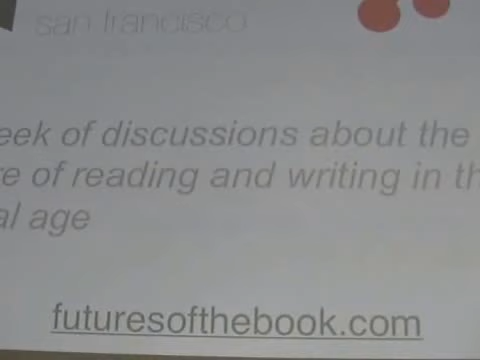 san francisco
eek of discussions about the
re of reading and writing in th
al age
futuresofthebook.com